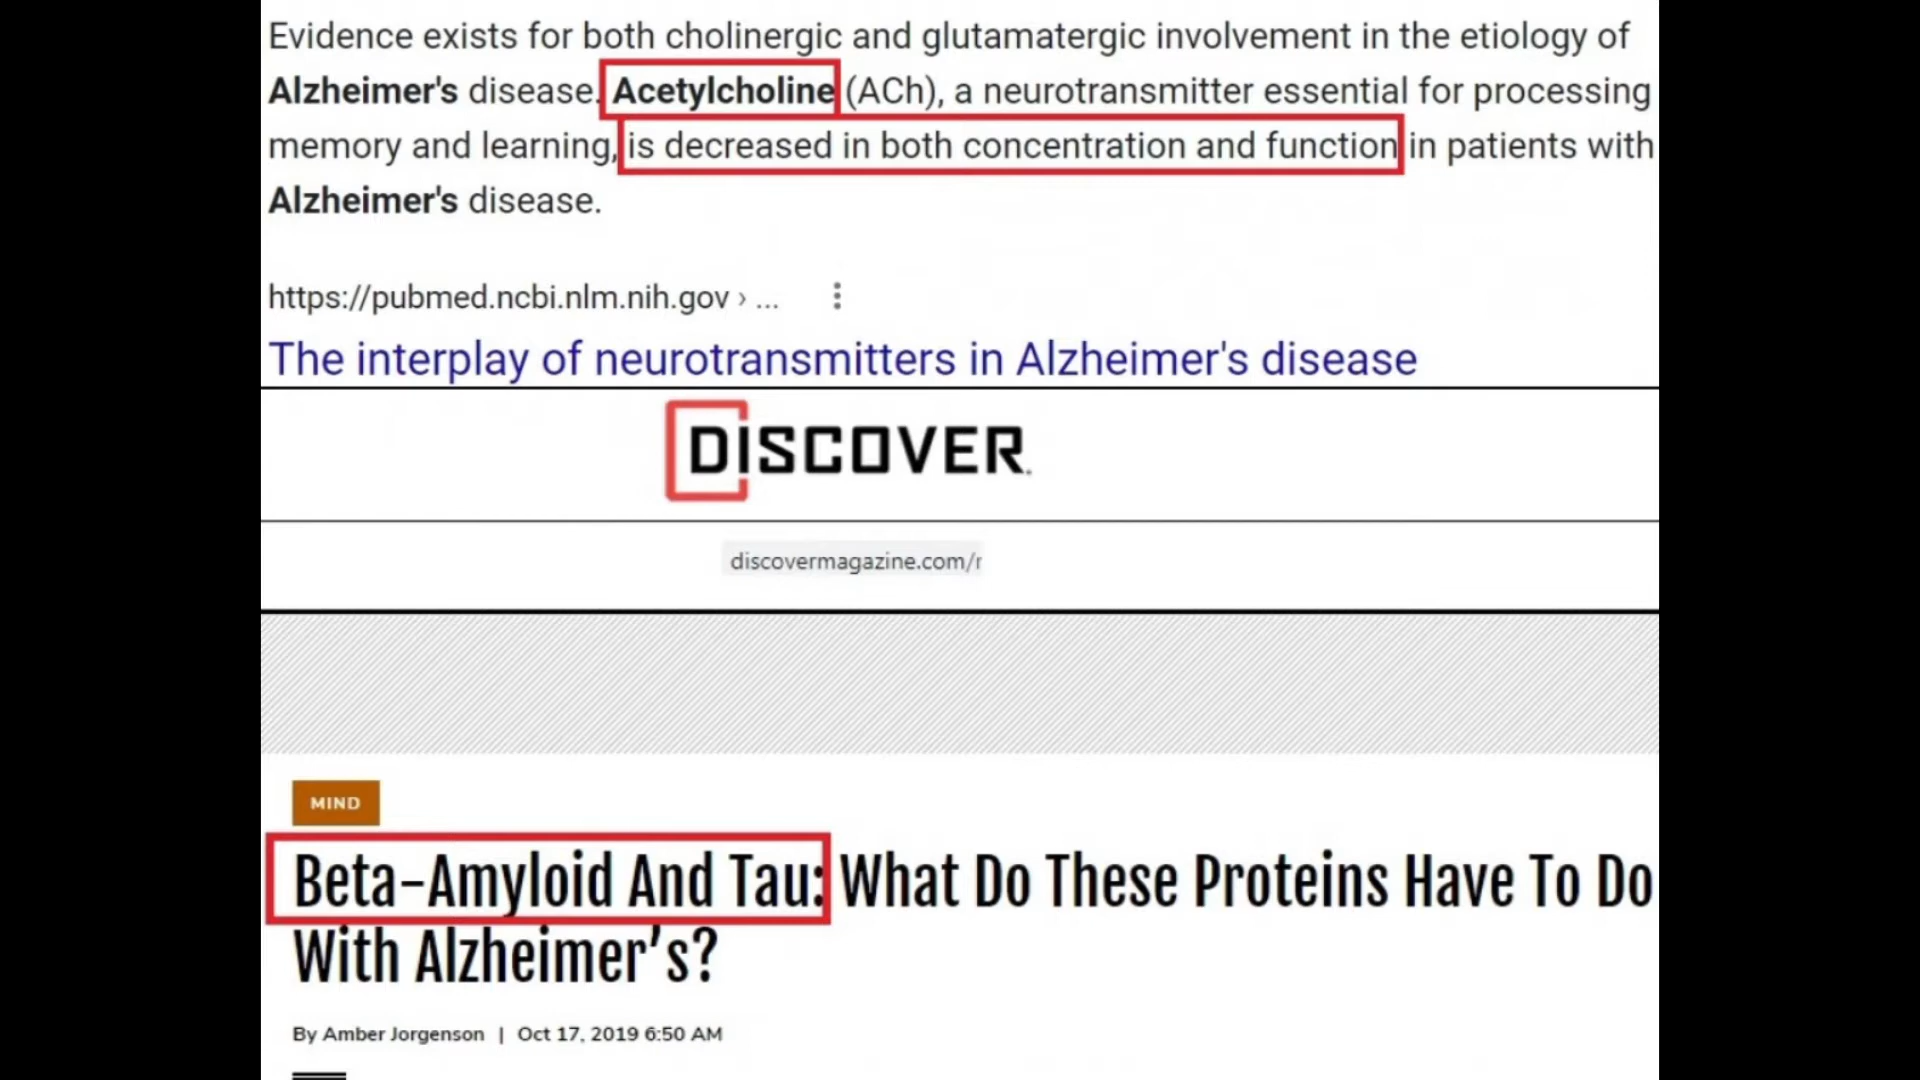 Evidence exists for both cholinergic and glutamatergic involvement in the etiology of
Alzheimer's disease. Acetylcholine (ACh), a neurotransmitter essential for processing
memory and learning, is decreased in both concentration and function in patients with
Alzheimer's disease.
https://pubmed.ncbi.nlm.nih.gov › ...
The interplay of neurotransmitters in Alzheimer's disease
DISCOVER.
discovermagazine.com/r
MIND
Beta-Amyloid And Tau: What Do These Proteins Have To Do
With Alzheimer's?
By Amber Jorgenson | Oct 17, 2019 6:50 AM